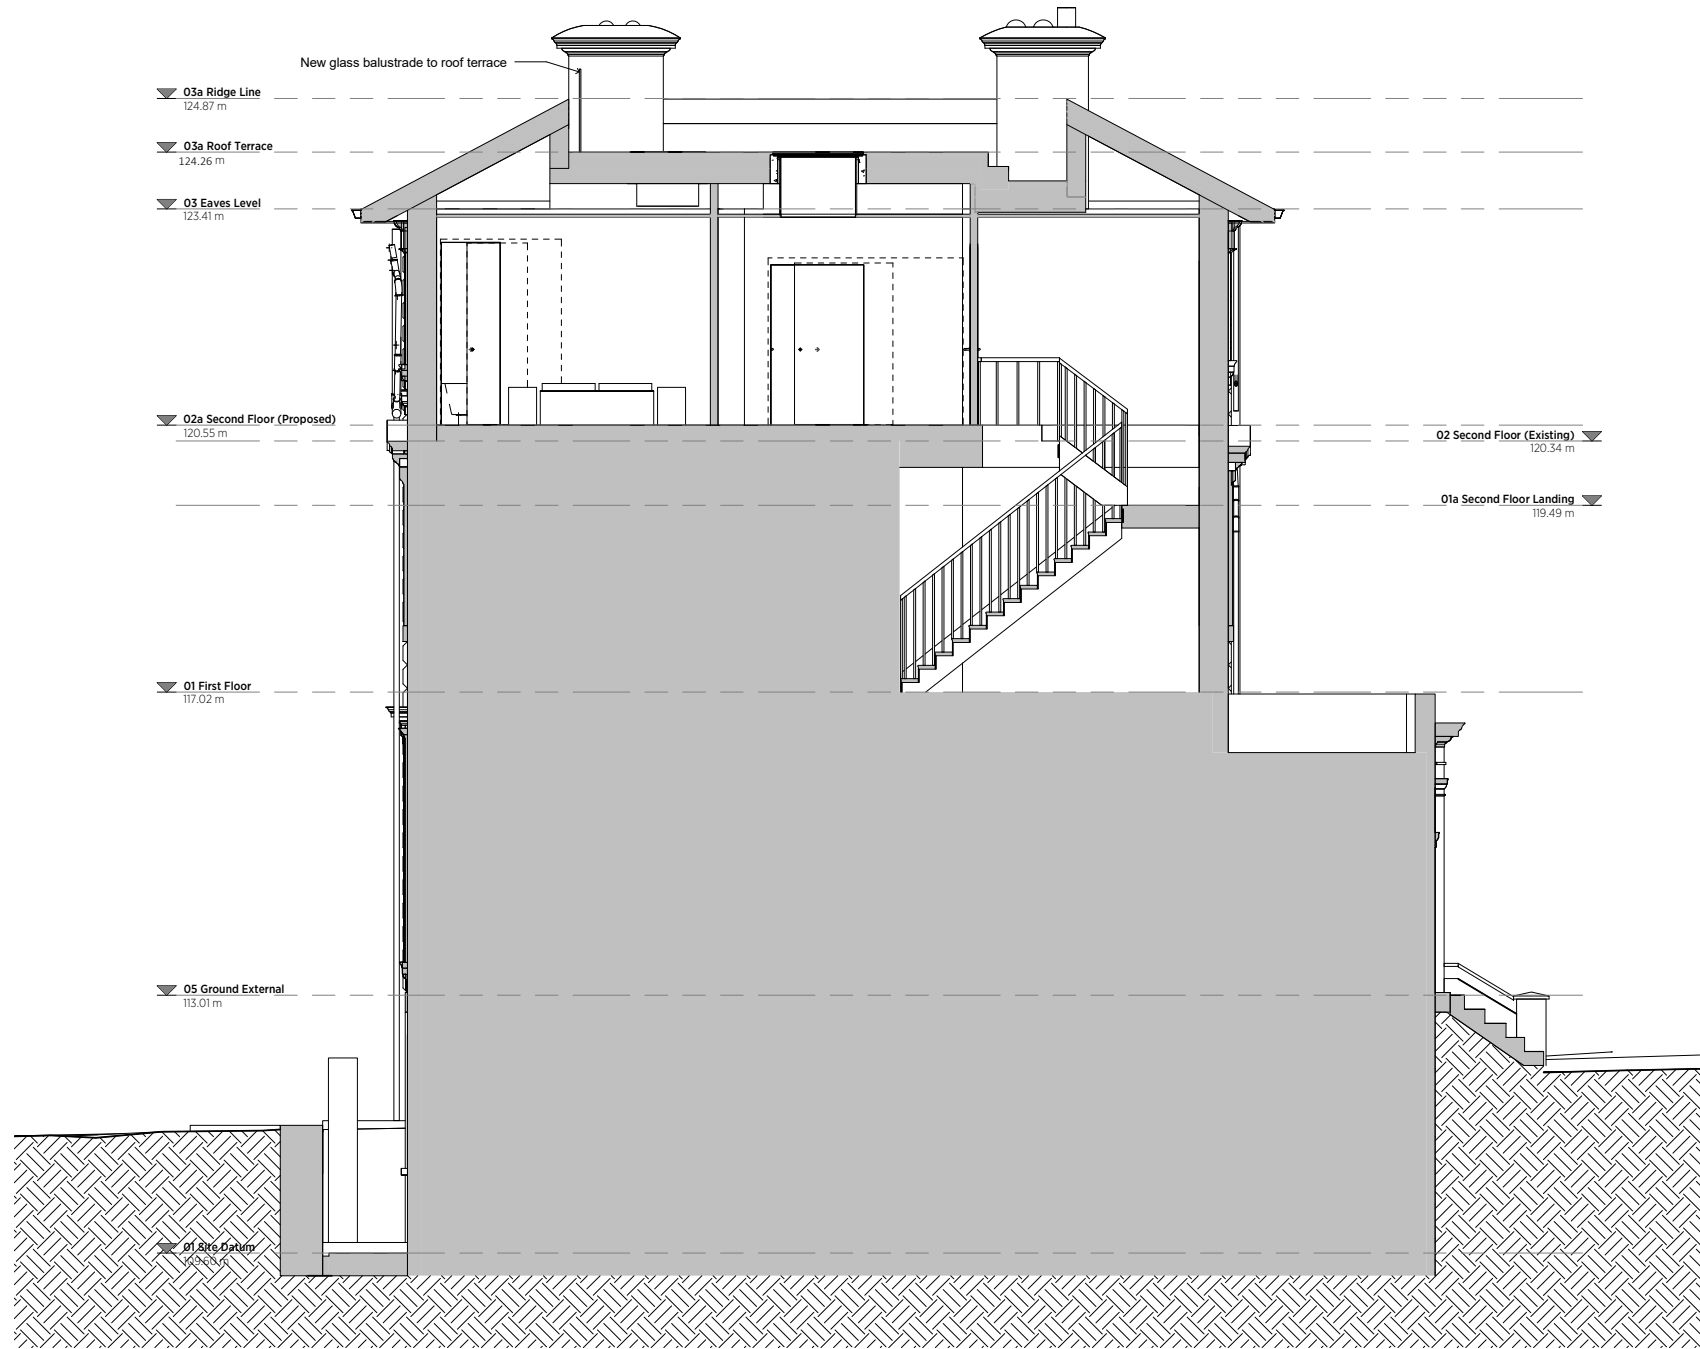 New glass balustrade to roof terrace
03a Ridge Line
124.87 m
03a Roof Terrace
124.26 m
03 Eaves Level
123.41 m
02a Second Floor (Proposed)
120.55 m
02 Second Floor (Existing)
120.34 m
01a Second Floor Landing
119.49 m
01 First Floor
117.02 m
05 Ground External
113.01 m
01 Site Datum
109.60 m